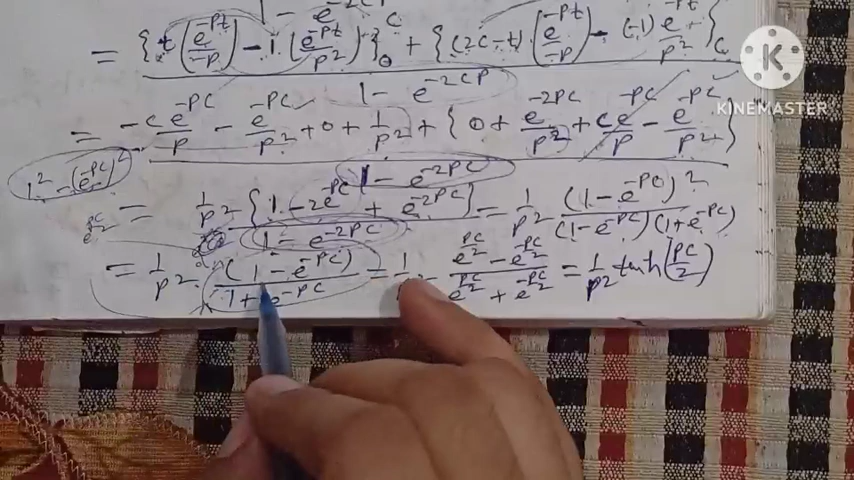 1 - e^{-2cp}
= {t(e^{-pt}/-p) - 1.(e^{-pt}/p²)}₀^c + {(2c-t).(e^{-pt}/-p) - (-1) e^{-pt}/p²}
1 - e^{-2cp}
KINEMASTER
= -c e^{-pc}/p - e^{-pc}/p² + 0 + 1/p² + {0 + e^{-2pc}/p² + c e^{-pc}/p - e^{-pc}/p²}
1 - e^{-2pc}
1² - (e^{-pc})²
= 1/p² {1 - 2e^{-pc} + e^{-2pc}} / 1 - e^{-2pc} = 1/p² (1 - e^{-pc})² / (1 - e^{-pc})(1 + e^{-pc})
= 1/p² . (1 - e^{-pc}) / 1 + e^{-pc} = 1/p² e^{pc/2} - e^{-pc/2} / e^{pc/2} + e^{-pc/2} = 1/p² tanh(pc/2)